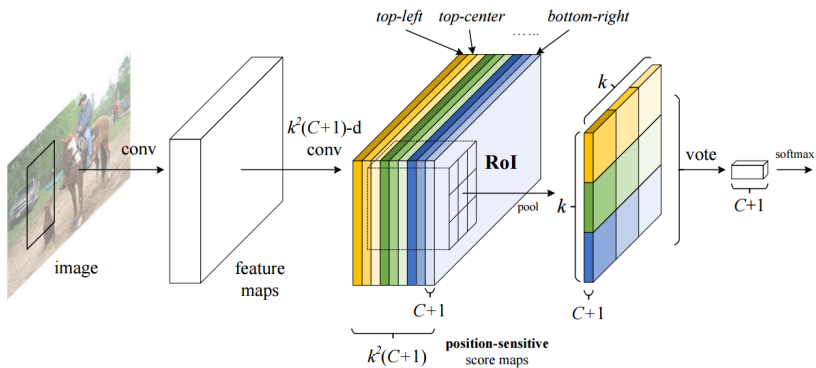 top-left top-center …… bottom-right
conv
k²(C+1)-d
conv
RoI
pool
k
k
vote
softmax
C+1
image
feature
maps
C+1
C+1
k²(C+1)
position-sensitive
score maps